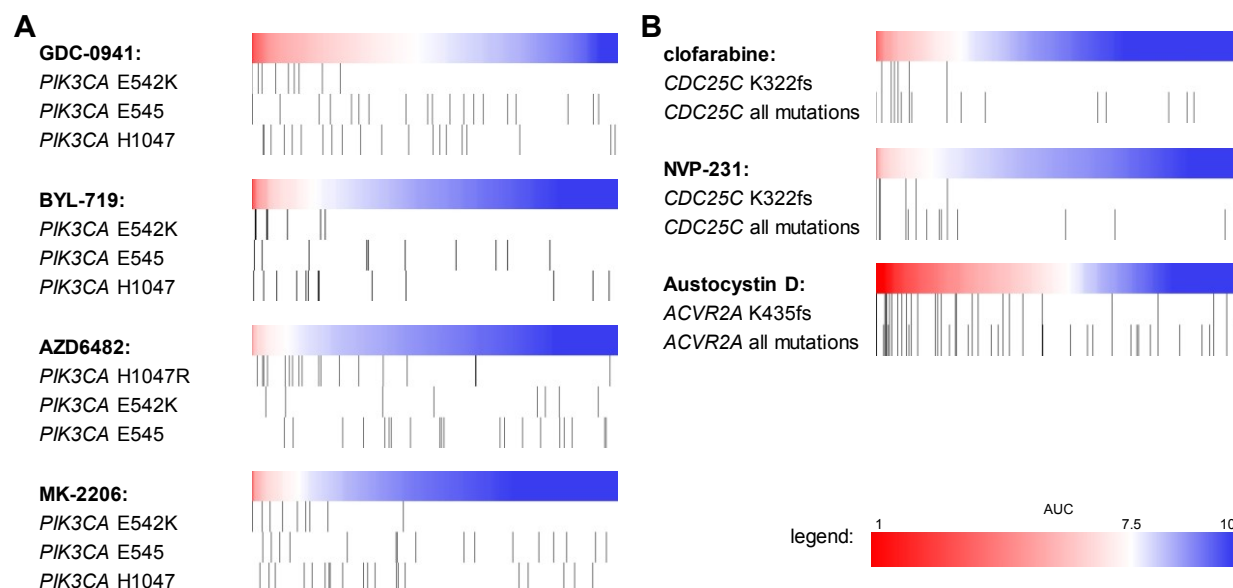 A
GDC-0941:
PIK3CA E542K
PIK3CA E545
PIK3CA H1047
BYL-719:
PIK3CA E542K
PIK3CA E545
PIK3CA H1047
AZD6482:
PIK3CA H1047R
PIK3CA E542K
PIK3CA E545
MK-2206:
PIK3CA E542K
PIK3CA E545
PIK3CA H1047
B
clofarabine:
CDC25C K322fs
CDC25C all mutations
NVP-231:
CDC25C K322fs
CDC25C all mutations
Austocystin D:
ACVR2A K435fs
ACVR2A all mutations
AUC
legend: 1 7.5 10